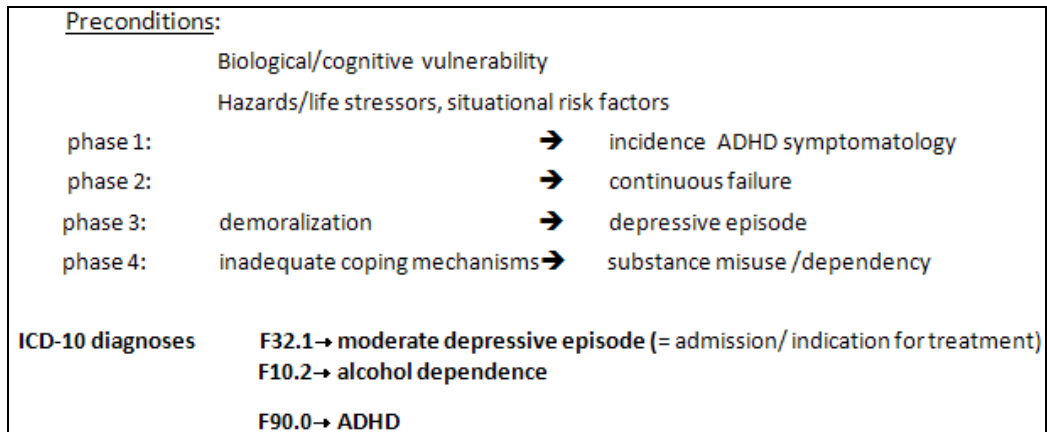 Preconditions:
Biological/cognitive vulnerability
Hazards/life stressors, situational risk factors
phase 1: ➔ incidence ADHD symptomatology
phase 2: ➔ continuous failure
phase 3: demoralization ➔ depressive episode
phase 4: inadequate coping mechanisms➔ substance misuse /dependency
ICD-10 diagnoses F32.1→ moderate depressive episode (= admission/ indication for treatment)
F10.2→ alcohol dependence
F90.0→ ADHD